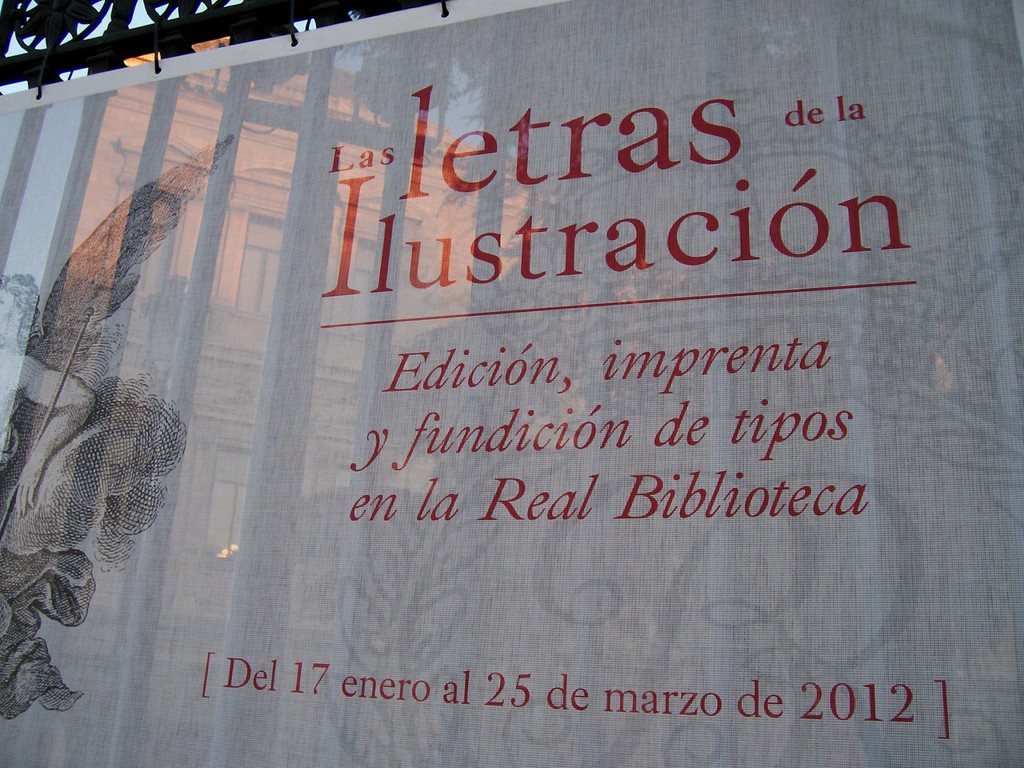 Las letras de la
Ilustración
Edición, imprenta
y fundición de tipos
en la Real Biblioteca
[ Del 17 enero al 25 de marzo de 2012 ]